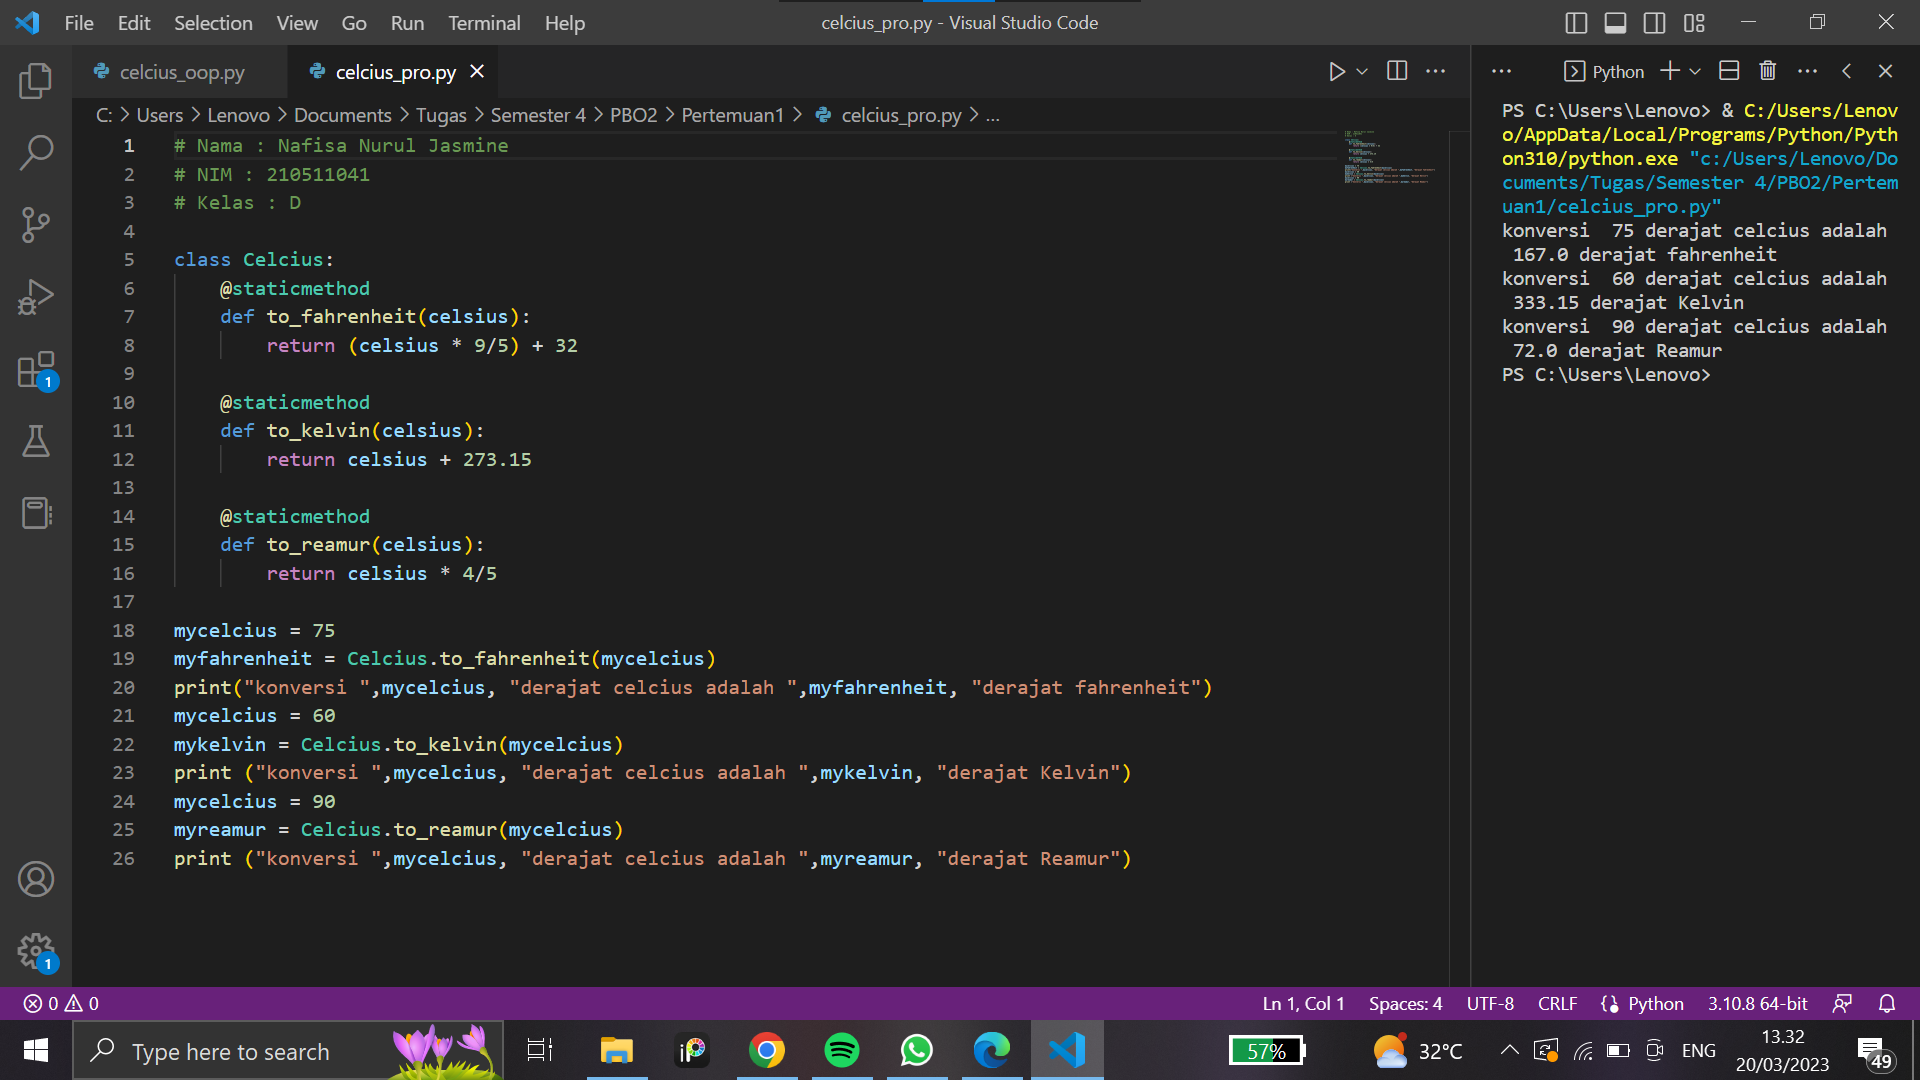 File Edit Selection View Go Run Terminal Help celcius_pro.py - Visual Studio Code
celcius_oop.py celcius_pro.py
C: > Users > Lenovo > Documents > Tugas > Semester 4 > PBO2 > Pertemuan1 > celcius_pro.py > ...
1 # Nama : Nafisa Nurul Jasmine
2 # NIM : 210511041
3 # Kelas : D
4
5 class Celcius:
6 @staticmethod
7 def to_fahrenheit(celsius):
8 return (celsius * 9/5) + 32
9
10 @staticmethod
11 def to_kelvin(celsius):
12 return celsius + 273.15
13
14 @staticmethod
15 def to_reamur(celsius):
16 return celsius * 4/5
17
18 mycelcius = 75
19 myfahrenheit = Celcius.to_fahrenheit(mycelcius)
20 print("konversi ",mycelcius, "derajat celcius adalah ",myfahrenheit, "derajat fahrenheit")
21 mycelcius = 60
22 mykelvin = Celcius.to_kelvin(mycelcius)
23 print ("konversi ",mycelcius, "derajat celcius adalah ",mykelvin, "derajat Kelvin")
24 mycelcius = 90
25 myreamur = Celcius.to_reamur(mycelcius)
26 print ("konversi ",mycelcius, "derajat celcius adalah ",myreamur, "derajat Reamur")
Python
PS C:\Users\Lenovo> & C:/Users/Lenov
o/AppData/Local/Programs/Python/Pyth
on310/python.exe "c:/Users/Lenovo/Do
cuments/Tugas/Semester 4/PBO2/Pertem
uan1/celcius_pro.py"
konversi  75 derajat celcius adalah
 167.0 derajat fahrenheit
konversi  60 derajat celcius adalah
 333.15 derajat Kelvin
konversi  90 derajat celcius adalah
 72.0 derajat Reamur
PS C:\Users\Lenovo>
1
1
0 0 Ln 1, Col 1 Spaces: 4 UTF-8 CRLF Python 3.10.8 64-bit
Type here to search iP 57% 32°C ENG 13.32
20/03/2023 49